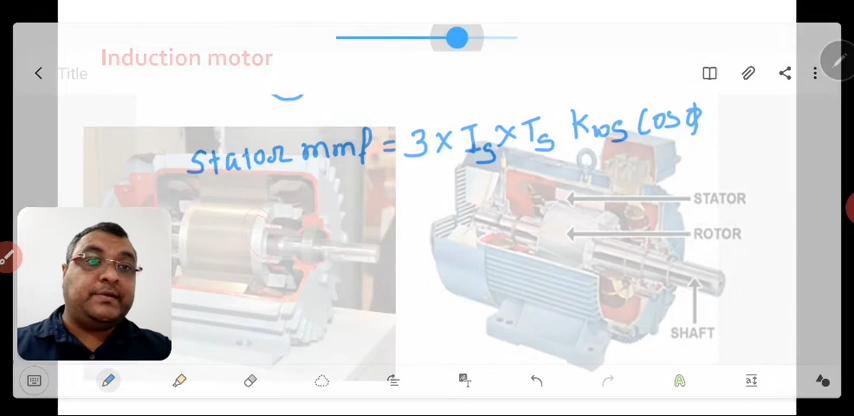 Induction motor
Title
Stator mmf = 3 × Is × Ts Kws Cosϕ
STATOR
ROTOR
SHAFT